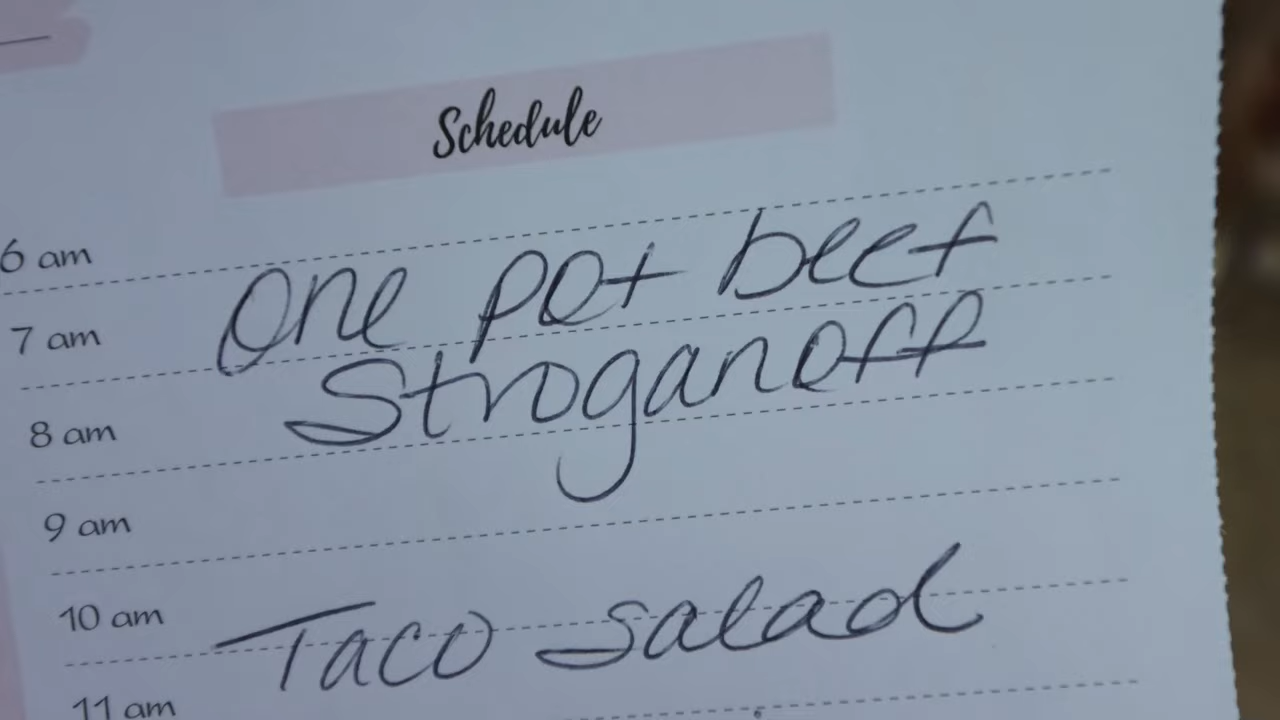 Schedule
6 am
7 am
One pot beef
Stroganoff
8 am
9 am
10 am
Taco salad
11 am